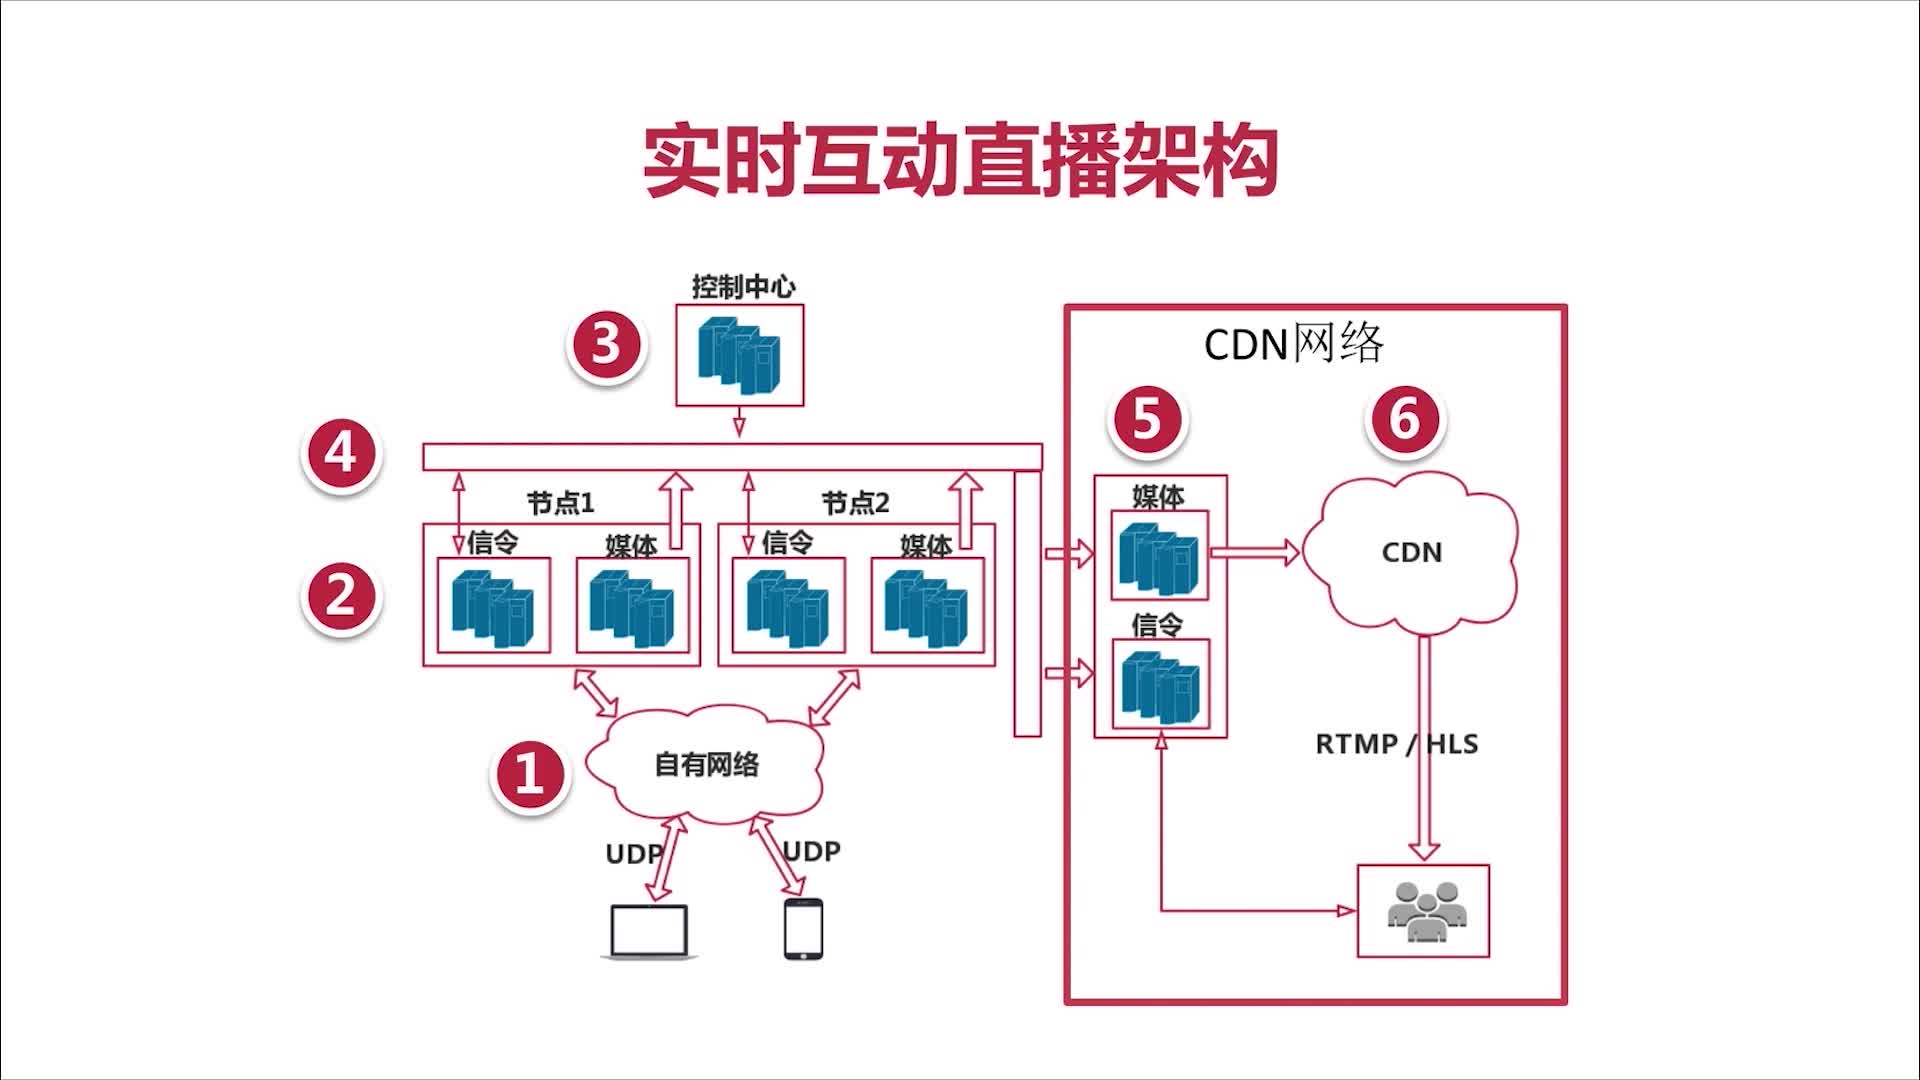 实时互动直播架构
控制中心
3
CDN网络
4
5
6
节点1
节点2
媒体
信令
媒体
信令
媒体
CDN
2
信令
1
自有网络
RTMP / HLS
UDP
UDP